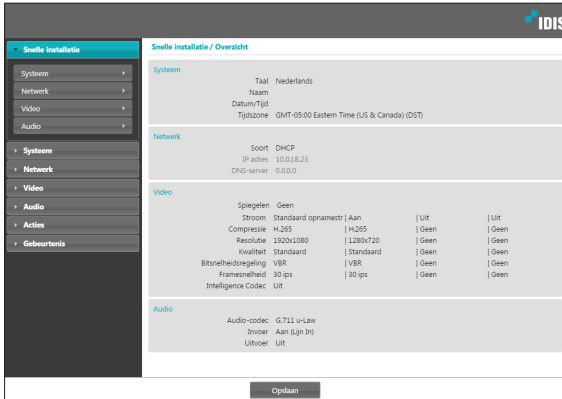 IDIS
Snelle installatie
Systeem
Netwerk
Video
Audio
Systeem
Netwerk
Video
Audio
Acties
Gebeurtenis
Snelle installatie / Overzicht
Systeem
Taal Nederlands
Naam
Datum/Tijd
Tijdszone GMT-05:00 Eastern Time (US & Canada) (DST)
Netwerk
Soort DHCP
IP adres 10.0.18.23
DNS-server 0.0.0.0
Video
Spiegelen Geen
Stroom Standaard opnamestr | Aan | Uit | Uit
Compressie H.265 | H.265 | Geen | Geen
Resolutie 1920x1080 | 1280x720 | Geen | Geen
Kwaliteit Standaard | Standaard | Geen | Geen
Bitsnelheidsregeling VBR | VBR | Geen | Geen
Framesnelheid 30 ips | 30 ips | Geen | Geen
Intelligence Codec Uit
Audio
Audio-codec G.711 u-Law
Invoer Aan (Lijn In)
Uitvoer Uit
Opslaan